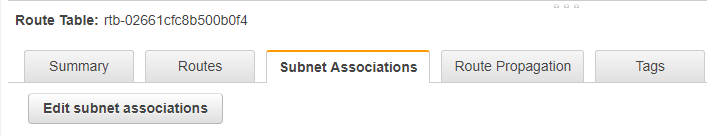 Route Table: rtb-02661cfc8b500b0f4
Summary Routes Subnet Associations Route Propagation Tags
Edit subnet associations